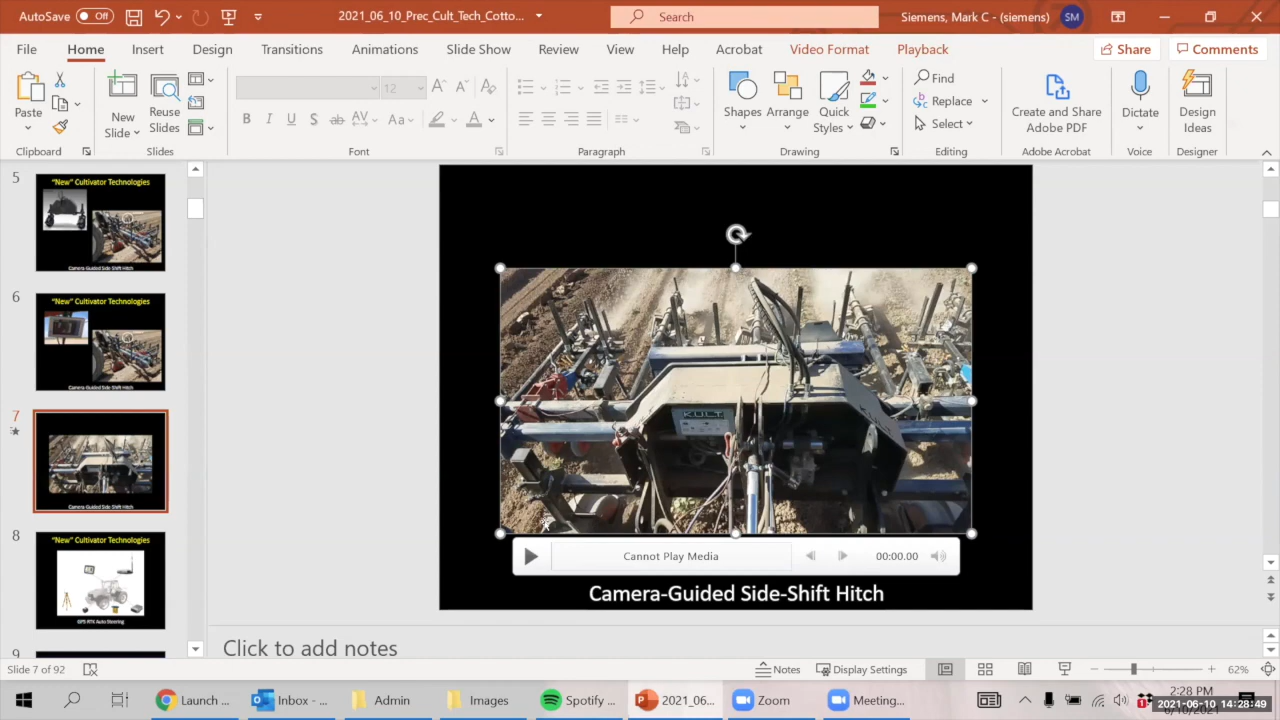 AutoSave Off 2021_06_10_Prec_Cult_Tech_Cotto... Search Siemens, Mark C - (siemens) SM
File Home Insert Design Transitions Animations Slide Show Review View Help Acrobat Video Format Playback Share Comments
Paste
Clipboard
New Slide
Reuse Slides
Slides
B I U S ab AV Aa A
Font
Paragraph
Shapes
Arrange
Quick Styles
Drawing
Find
Replace
Select
Editing
Create and Share Adobe PDF
Adobe Acrobat
Dictate
Voice
Design Ideas
Designer
5
"New" Cultivator Technologies
Camera-Guided Side-Shift Hitch
6
"New" Cultivator Technologies
Camera-Guided Side-Shift Hitch
7
Camera-Guided Side-Shift Hitch
8
"New" Cultivator Technologies
GPS RTK Auto Steering
9
KULT
Cannot Play Media 00:00.00
Camera-Guided Side-Shift Hitch
Click to add notes
Slide 7 of 92 Notes Display Settings 62%
Launch ... Inbox - ... Admin Images Spotify ... 2021_06... Zoom Meeting... 2:28 PM
2021-06-10 14:28:49